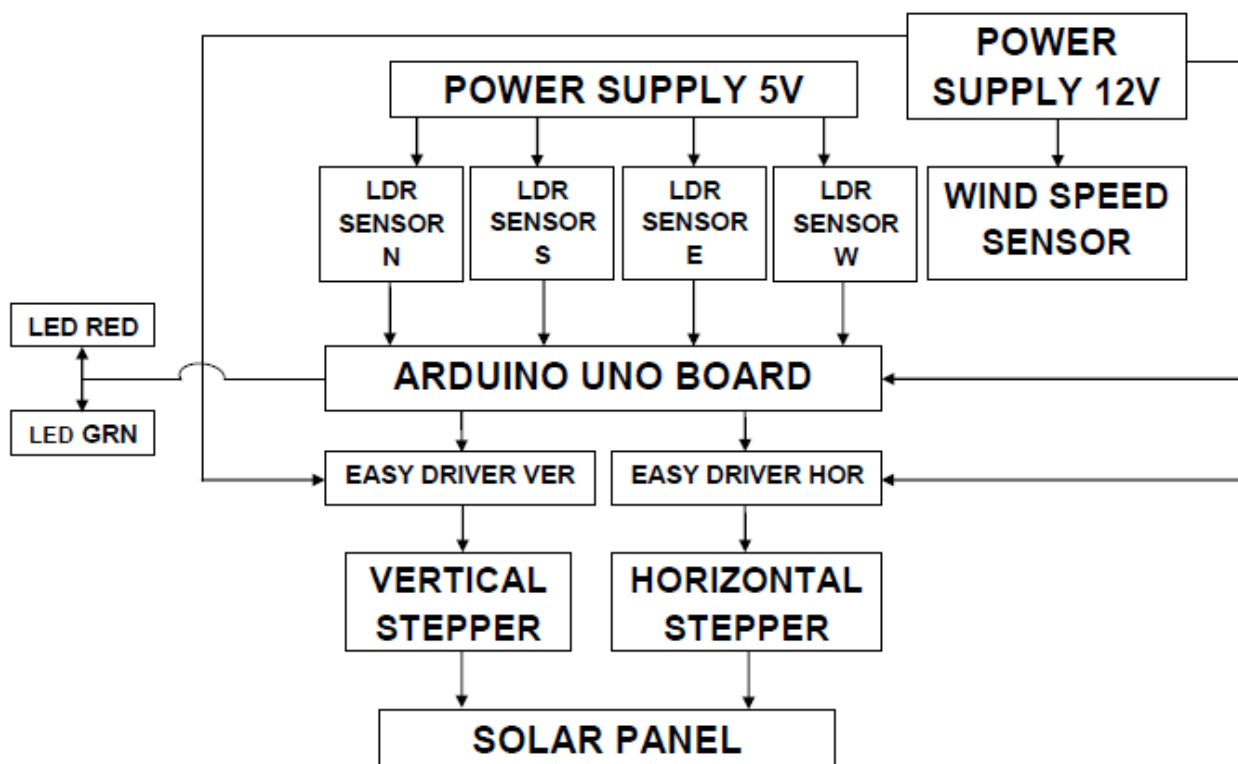 POWER
SUPPLY 12V
POWER SUPPLY 5V
LDR
SENSOR
N
LDR
SENSOR
S
LDR
SENSOR
E
LDR
SENSOR
W
WIND SPEED
SENSOR
LED RED
LED GRN
ARDUINO UNO BOARD
EASY DRIVER VER
EASY DRIVER HOR
VERTICAL
STEPPER
HORIZONTAL
STEPPER
SOLAR PANEL